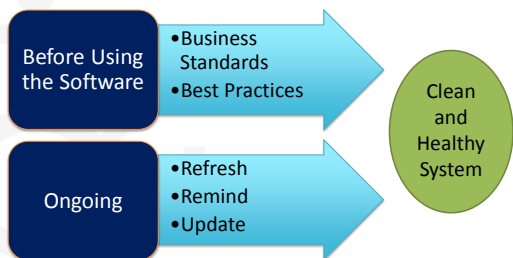 Before Using
the Software
•Business
Standards
•Best Practices
Clean
and
Healthy
System
Ongoing
•Refresh
•Remind
•Update